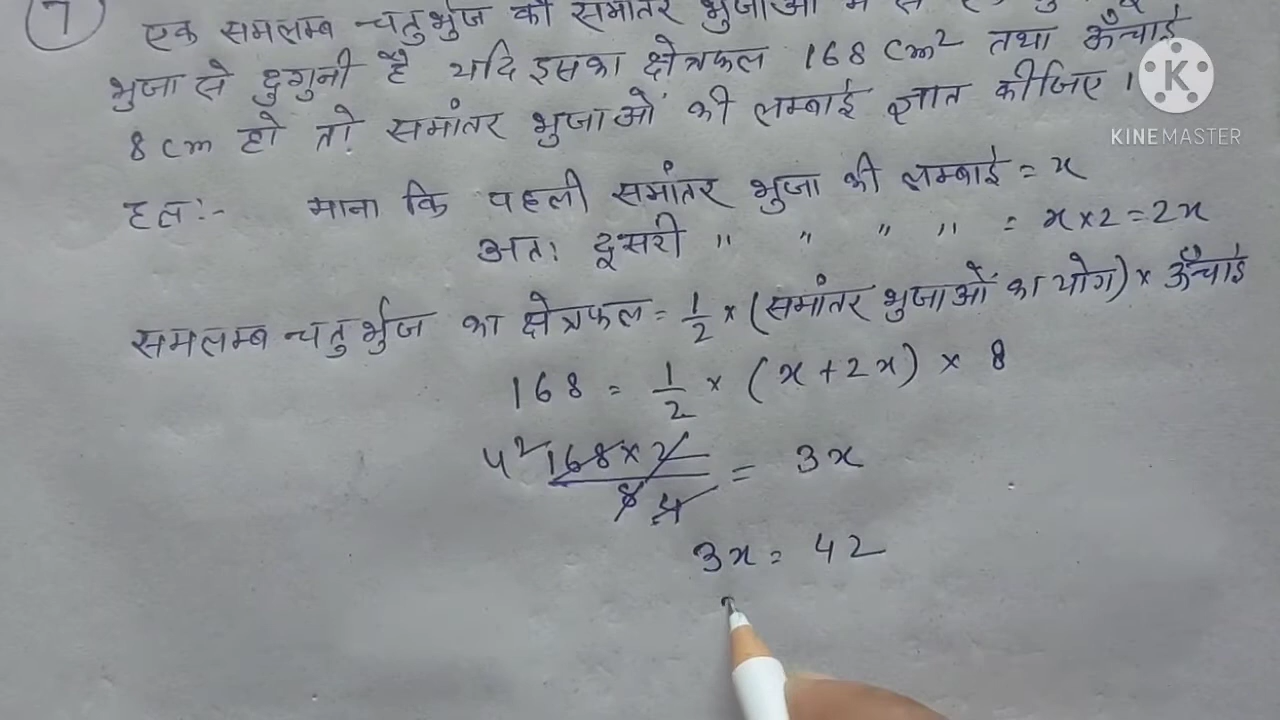 7 एक समलम्ब चतुर्भुज की समांतर भुजाओं में से
भुजा से दुगुनी है यदि इसका क्षेत्रफल 168 cm² तथा ऊँचाई
8 cm हो तो समांतर भुजाओं की लम्बाई ज्ञात कीजिए।
K
KINEMASTER
हल:- माना कि पहली समांतर भुजा की लम्बाई = x
अतः दूसरी " " " " = x×2=2x
समलम्ब चतुर्भुज का क्षेत्रफल = 1/2 × (समांतर भुजाओं का योग) × ऊँचाई
168 = 1/2 × (x+2x) × 8
42 168×2/8 4 = 3x
3x = 42